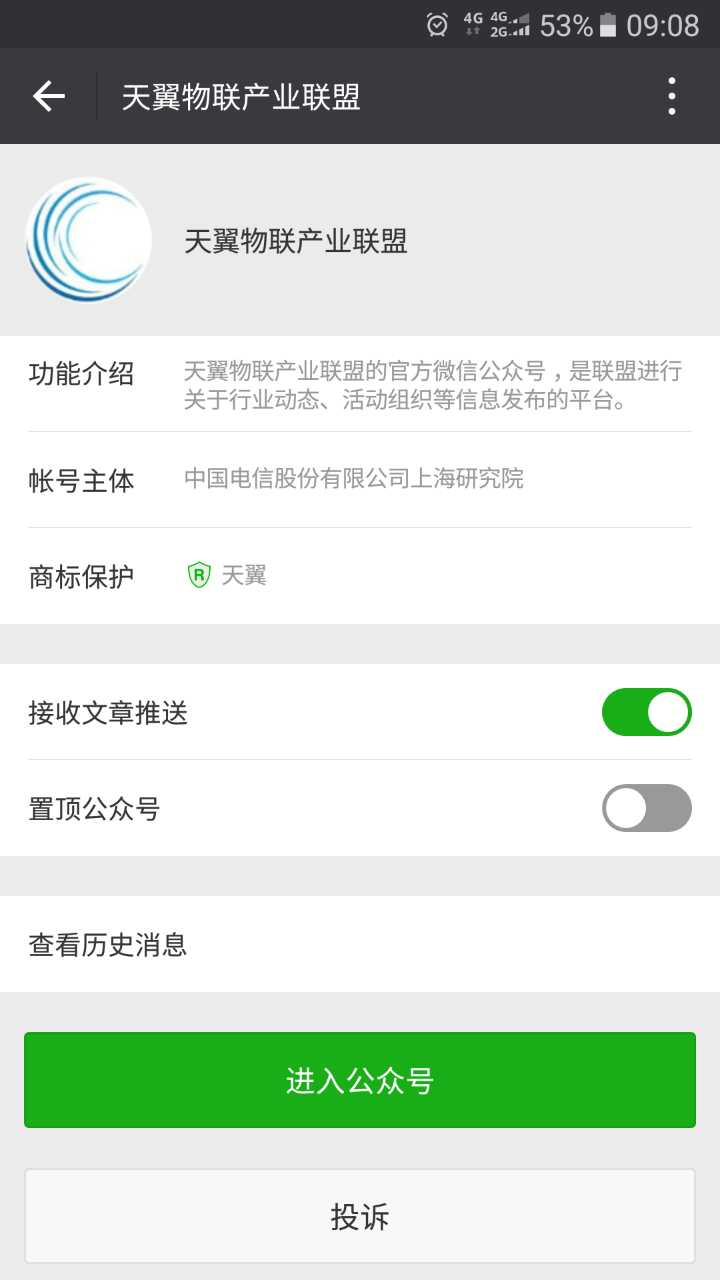 4G 4G 2G 53% 09:08
天翼物联产业联盟
天翼物联产业联盟
功能介绍 天翼物联产业联盟的官方微信公众号，是联盟进行
关于行业动态、活动组织等信息发布的平台。
帐号主体 中国电信股份有限公司上海研究院
商标保护 R 天翼
接收文章推送
置顶公众号
查看历史消息
进入公众号
投诉